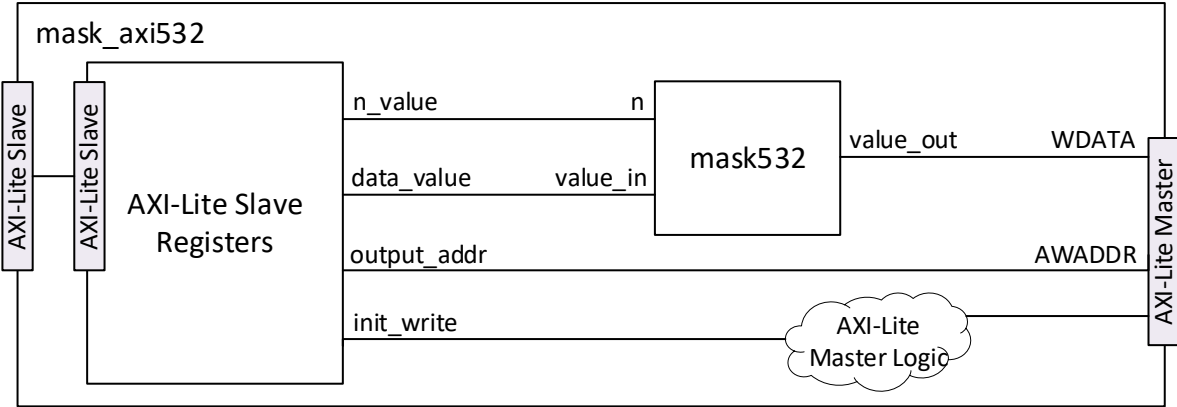 mask_axi532
AXI-Lite Slave
AXI-Lite Slave
AXI-Lite Slave
Registers
n_value
n
data_value
value_in
output_addr
init_write
mask532
value_out
WDATA
AWADDR
AXI-Lite
Master Logic
AXI-Lite Master